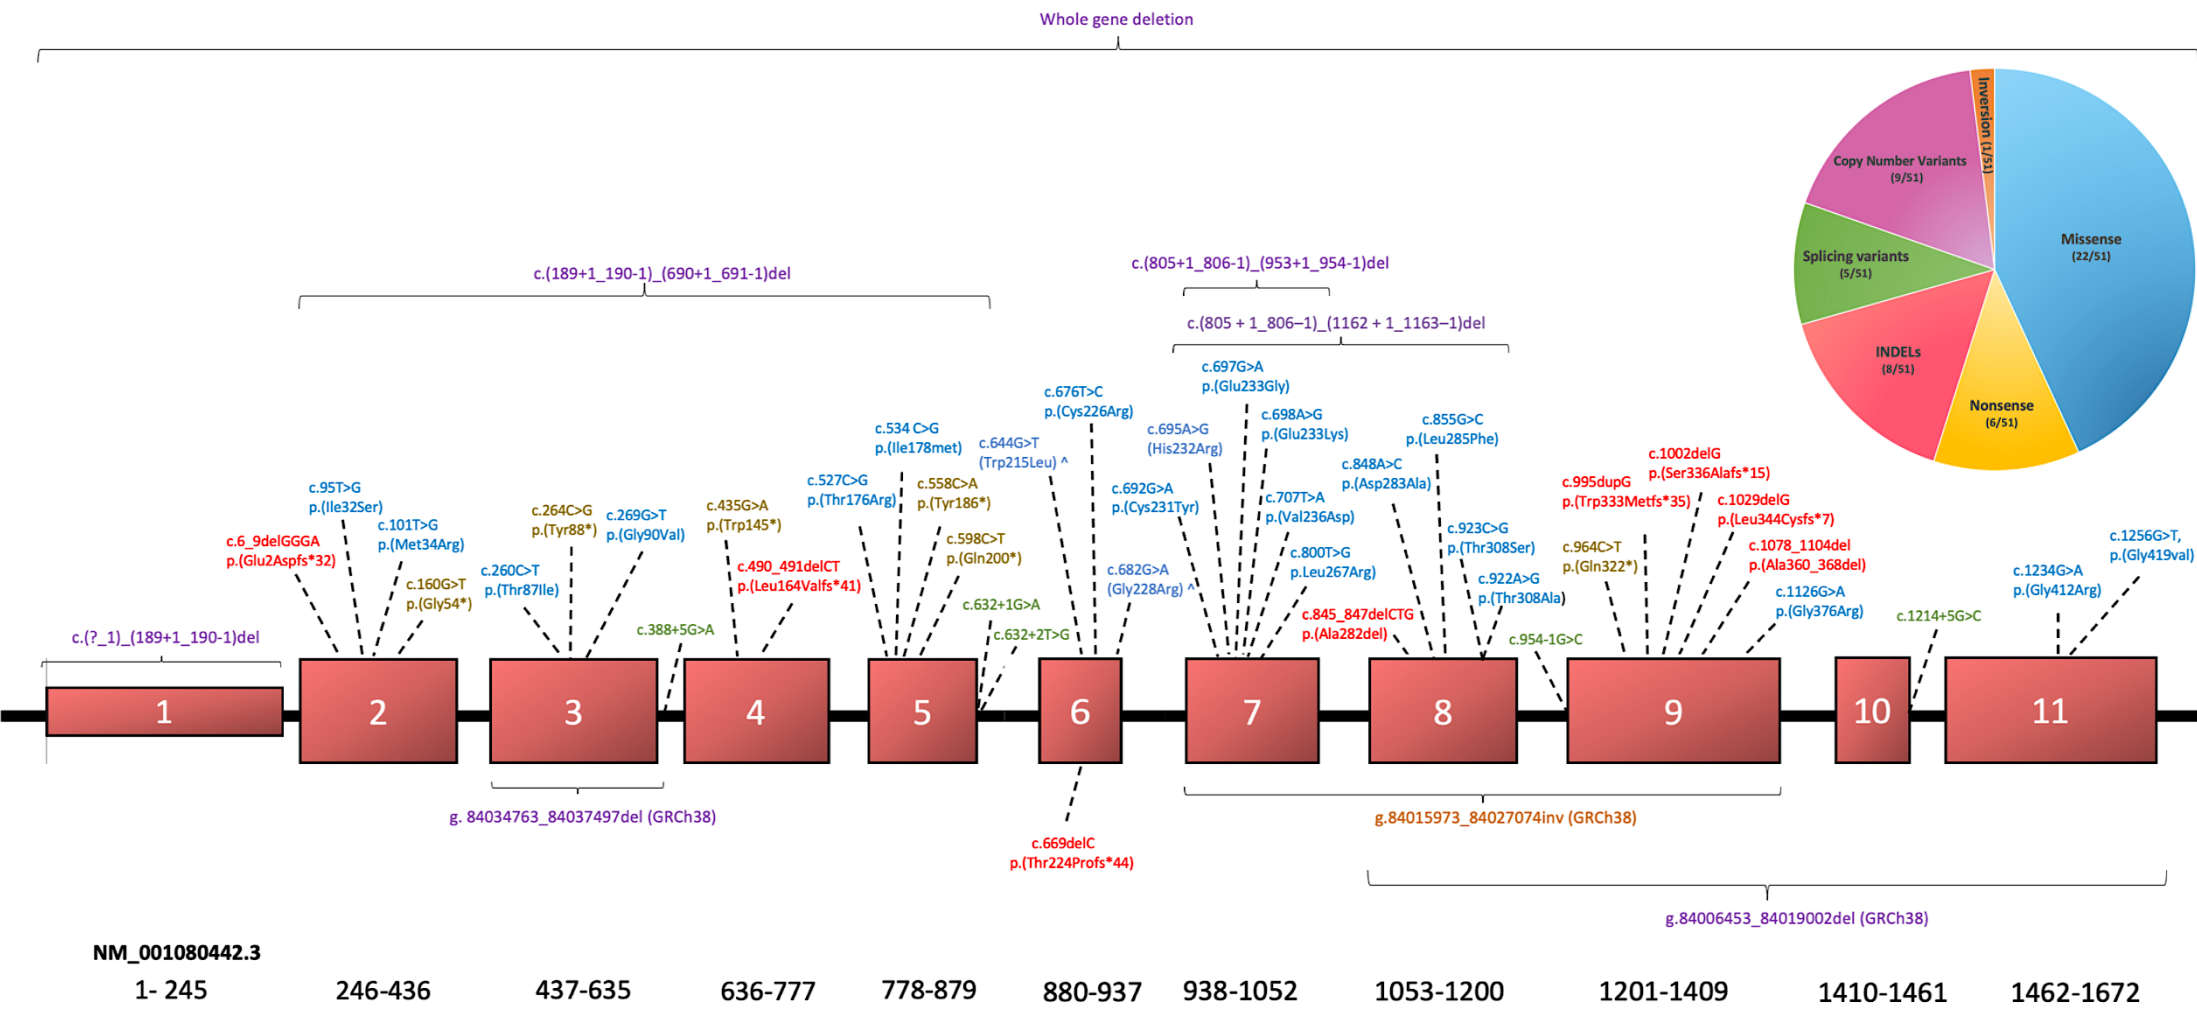 Whole gene deletion
Inversion (1/51)
Copy Number Variants
(9/51)
Missense
(22/51)
Splicing variants
(5/51)
INDELs
(8/51)
Nonsense
(6/51)
c.(189+1_190-1)_(690+1_691-1)del
c.(805+1_806-1)_(953+1_954-1)del
c.(805 + 1_806–1)_(1162 + 1_1163–1)del
c.(?_1)_(189+1_190-1)del
c.6_9delGGGA
p.(Glu2Aspfs*32)
c.95T>G
p.(Ile32Ser)
c.101T>G
p.(Met34Arg)
c.160G>T
p.(Gly54*)
c.260C>T
p.(Thr87Ile)
c.264C>G
p.(Tyr88*)
c.269G>T
p.(Gly90Val)
c.388+5G>A
c.435G>A
p.(Trp145*)
c.490_491delCT
p.(Leu164Valfs*41)
c.527C>G
p.(Thr176Arg)
c.534 C>G
p.(Ile178met)
c.558C>A
p.(Tyr186*)
c.598C>T
p.(Gln200*)
c.632+1G>A
c.632+2T>G
c.644G>T
(Trp215Leu) ^
c.676T>C
p.(Cys226Arg)
c.682G>A
(Gly228Arg) ^
c.692G>A
p.(Cys231Tyr)
c.695A>G
(His232Arg)
c.697G>A
p.(Glu233Gly)
c.698A>G
p.(Glu233Lys)
c.707T>A
p.(Val236Asp)
c.800T>G
p.Leu267Arg)
c.845_847delCTG
p.(Ala282del)
c.848A>C
p.(Asp283Ala)
c.855G>C
p.(Leu285Phe)
c.923C>G
p.(Thr308Ser)
c.922A>G
p.(Thr308Ala)
c.954-1G>C
c.964C>T
p.(Gln322*)
c.995dupG
p.(Trp333Metfs*35)
c.1002delG
p.(Ser336Alafs*15)
c.1029delG
p.(Leu344Cysfs*7)
c.1078_1104del
p.(Ala360_368del)
c.1126G>A
p.(Gly376Arg)
c.1214+5G>C
c.1234G>A
p.(Gly412Arg)
c.1256G>T,
p.(Gly419val)
1 2 3 4 5 6 7 8 9 10 11
g. 84034763_84037497del (GRCh38)
c.669delC
p.(Thr224Profs*44)
g.84015973_84027074inv (GRCh38)
g.84006453_84019002del (GRCh38)
NM_001080442.3
1- 245 246-436 437-635 636-777 778-879 880-937 938-1052 1053-1200 1201-1409 1410-1461 1462-1672